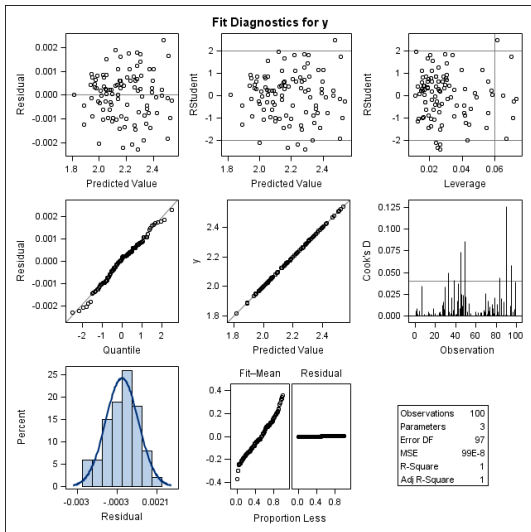 Fit Diagnostics for y
Residual
0.002
0.001
0.000
-0.001
-0.002
1.8 2.0 2.2 2.4
Predicted Value
RStudent
2
1
0
-1
-2
1.8 2.0 2.2 2.4
Predicted Value
RStudent
2
1
0
-1
-2
0.02 0.04 0.06
Leverage
Residual
0.002
0.001
0.000
-0.001
-0.002
-2 -1 0 1 2
Quantile
y
2.4
2.2
2.0
1.8
1.8 2.0 2.2 2.4
Predicted Value
Cook's D
0.125
0.100
0.075
0.050
0.025
0.000
0 20 40 60 80 100
Observation
Percent
25
20
15
10
5
0
-0.003 -0.0003 0.0021
Residual
Fit–Mean Residual
0.4
0.2
0.0
-0.2
-0.4
0.0 0.4 0.8 0.0 0.4 0.8
Proportion Less
Observations 100
Parameters 3
Error DF 97
MSE 99E-8
R-Square 1
Adj R-Square 1